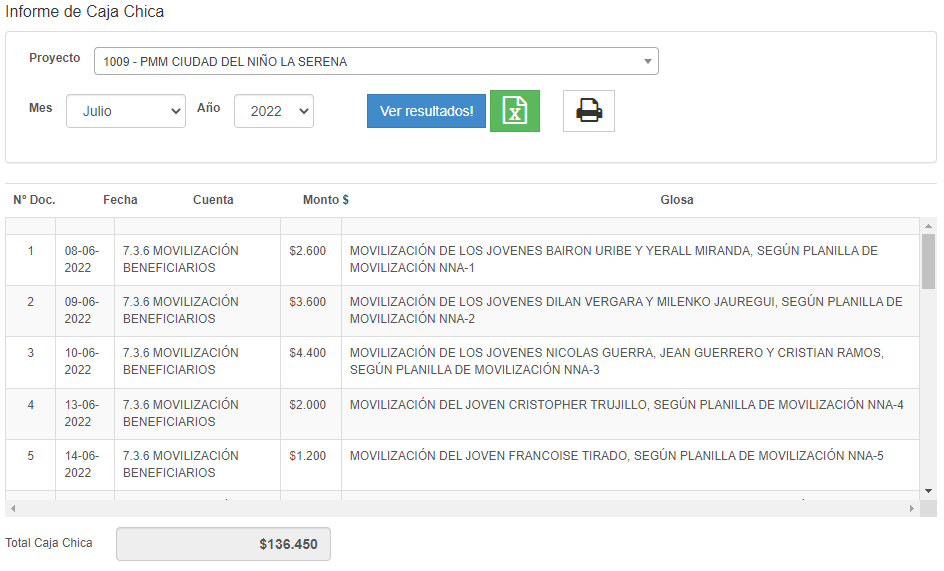 Informe de Caja Chica
Proyecto
1009 - PMM CIUDAD DEL NIÑO LA SERENA
Mes
Julio
Año
2022
Ver resultados!
Nº Doc.
Fecha
Cuenta
Monto $
Glosa
1
08-06-
2022
7.3.6 MOVILIZACIÓN
BENEFICIARIOS
$2.600
MOVILIZACIÓN DE LOS JOVENES BAIRON URIBE Y YERALL MIRANDA, SEGÚN PLANILLA DE
MOVILIZACIÓN NNA-1
2
09-06-
2022
7.3.6 MOVILIZACIÓN
BENEFICIARIOS
$3.600
MOVILIZACIÓN DE LOS JOVENES DILAN VERGARA Y MILENKO JAUREGUI, SEGÚN PLANILLA DE
MOVILIZACIÓN NNA-2
3
10-06-
2022
7.3.6 MOVILIZACIÓN
BENEFICIARIOS
$4.400
MOVILIZACIÓN DE LOS JOVENES NICOLAS GUERRA, JEAN GUERRERO Y CRISTIAN RAMOS,
SEGÚN PLANILLA DE MOVILIZACIÓN NNA-3
4
13-06-
2022
7.3.6 MOVILIZACIÓN
BENEFICIARIOS
$2.000
MOVILIZACIÓN DEL JOVEN CRISTOPHER TRUJILLO, SEGÚN PLANILLA DE MOVILIZACIÓN NNA-4
5
14-06-
2022
7.3.6 MOVILIZACIÓN
BENEFICIARIOS
$1.200
MOVILIZACIÓN DEL JOVEN FRANCOISE TIRADO, SEGÚN PLANILLA DE MOVILIZACIÓN NNA-5
Total Caja Chica
$136.450